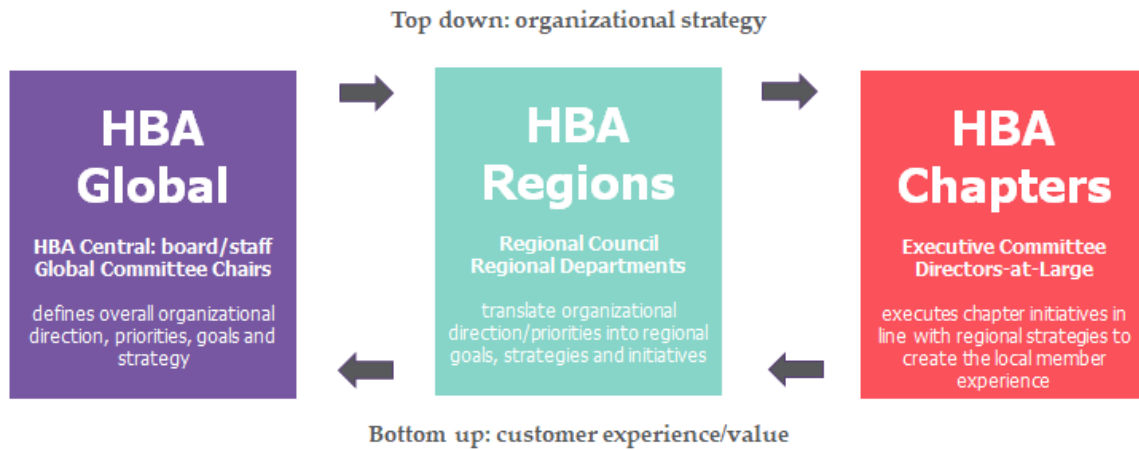 Top down: organizational strategy
HBA
Global
HBA Central: board/staff
Global Committee Chairs
defines overall organizational
direction, priorities, goals and
strategy
HBA
Regions
Regional Council
Regional Departments
translate organizational
direction/priorities into regional
goals, strategies and initiatives
HBA
Chapters
Executive Committee
Directors-at-Large
executes chapter initiatives in
line with regional strategies to
create the local member
experience
Bottom up: customer experience/value